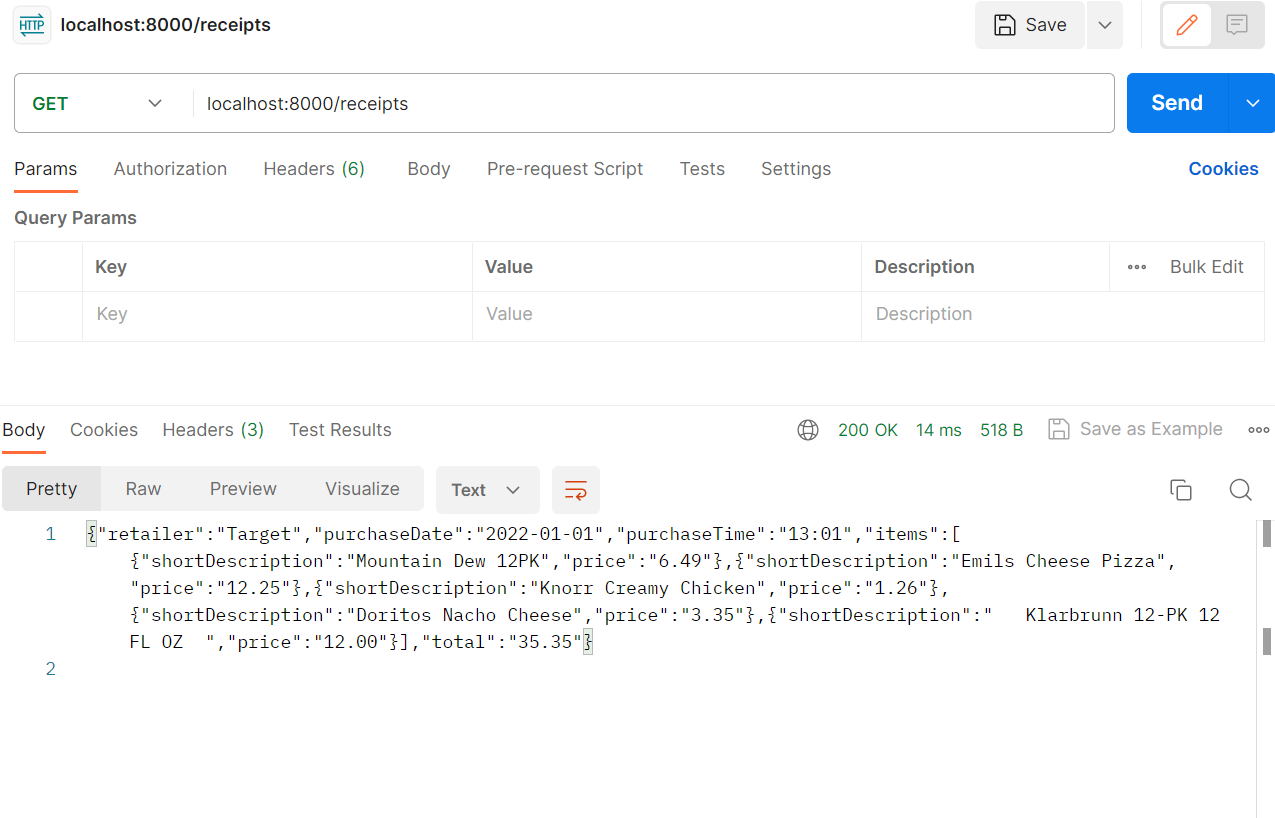 HTTP localhost:8000/receipts Save
GET localhost:8000/receipts Send
Params Authorization Headers (6) Body Pre-request Script Tests Settings Cookies
Query Params
Key Value Description Bulk Edit
Key Value Description
Body Cookies Headers (3) Test Results 200 OK 14 ms 518 B Save as Example
Pretty Raw Preview Visualize Text
1 {"retailer":"Target","purchaseDate":"2022-01-01","purchaseTime":"13:01","items":[
{"shortDescription":"Mountain Dew 12PK","price":"6.49"},{"shortDescription":"Emils Cheese Pizza",
"price":"12.25"},{"shortDescription":"Knorr Creamy Chicken","price":"1.26"},
{"shortDescription":"Doritos Nacho Cheese","price":"3.35"},{"shortDescription":"   Klarbrunn 12-PK 12
FL OZ  ","price":"12.00"}],"total":"35.35"}
2